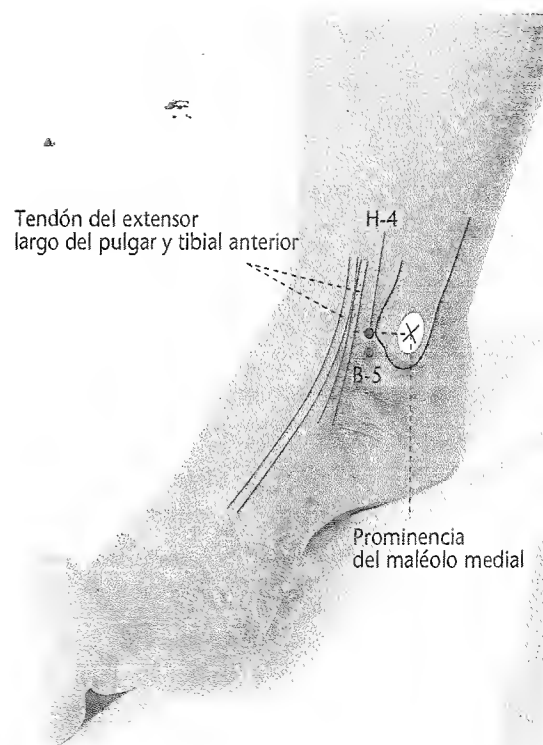 Tendón del extensor
largo del pulgar y tibial anterior
H-4
B-5
Prominencia
del maléolo medial